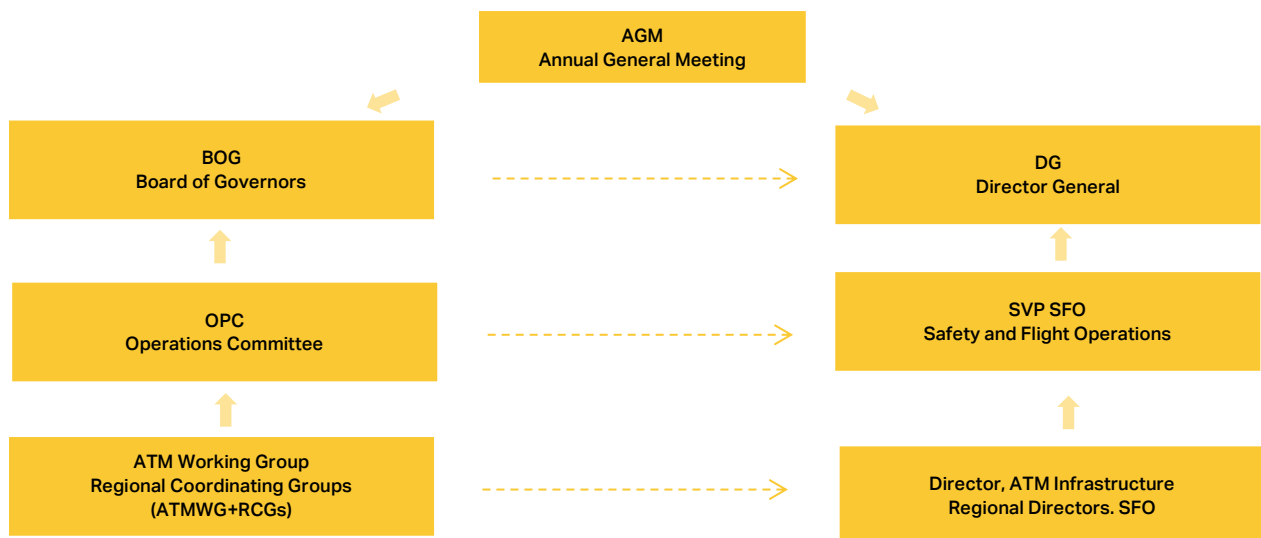 AGM
Annual General Meeting
BOG
Board of Governors
DG
Director General
OPC
Operations Committee
SVP SFO
Safety and Flight Operations
ATM Working Group
Regional Coordinating Groups
(ATMWG+RCGs)
Director, ATM Infrastructure
Regional Directors. SFO